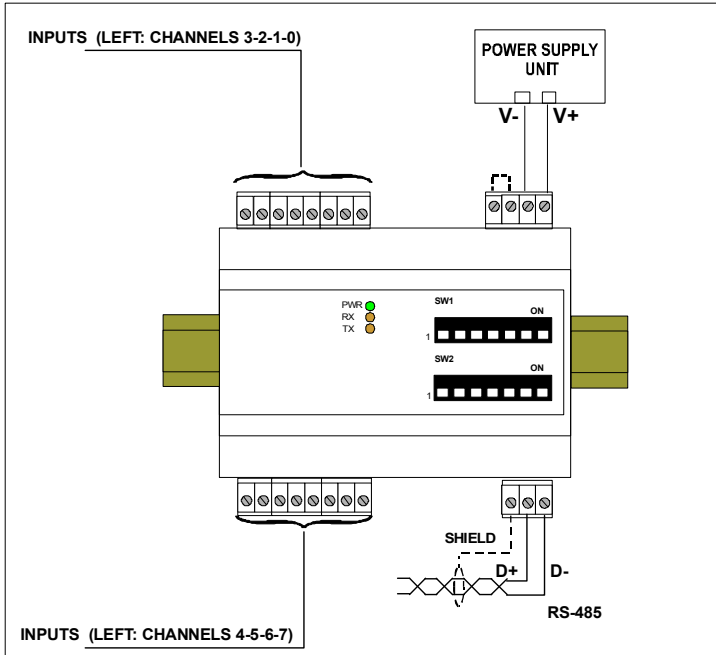 INPUTS (LEFT: CHANNELS 3-2-1-0)
POWER SUPPLY
UNIT
V- V+
PWR
RX
TX
SW1
ON
1
SW2
ON
1
SHIELD
D+ D-
RS-485
INPUTS (LEFT: CHANNELS 4-5-6-7)